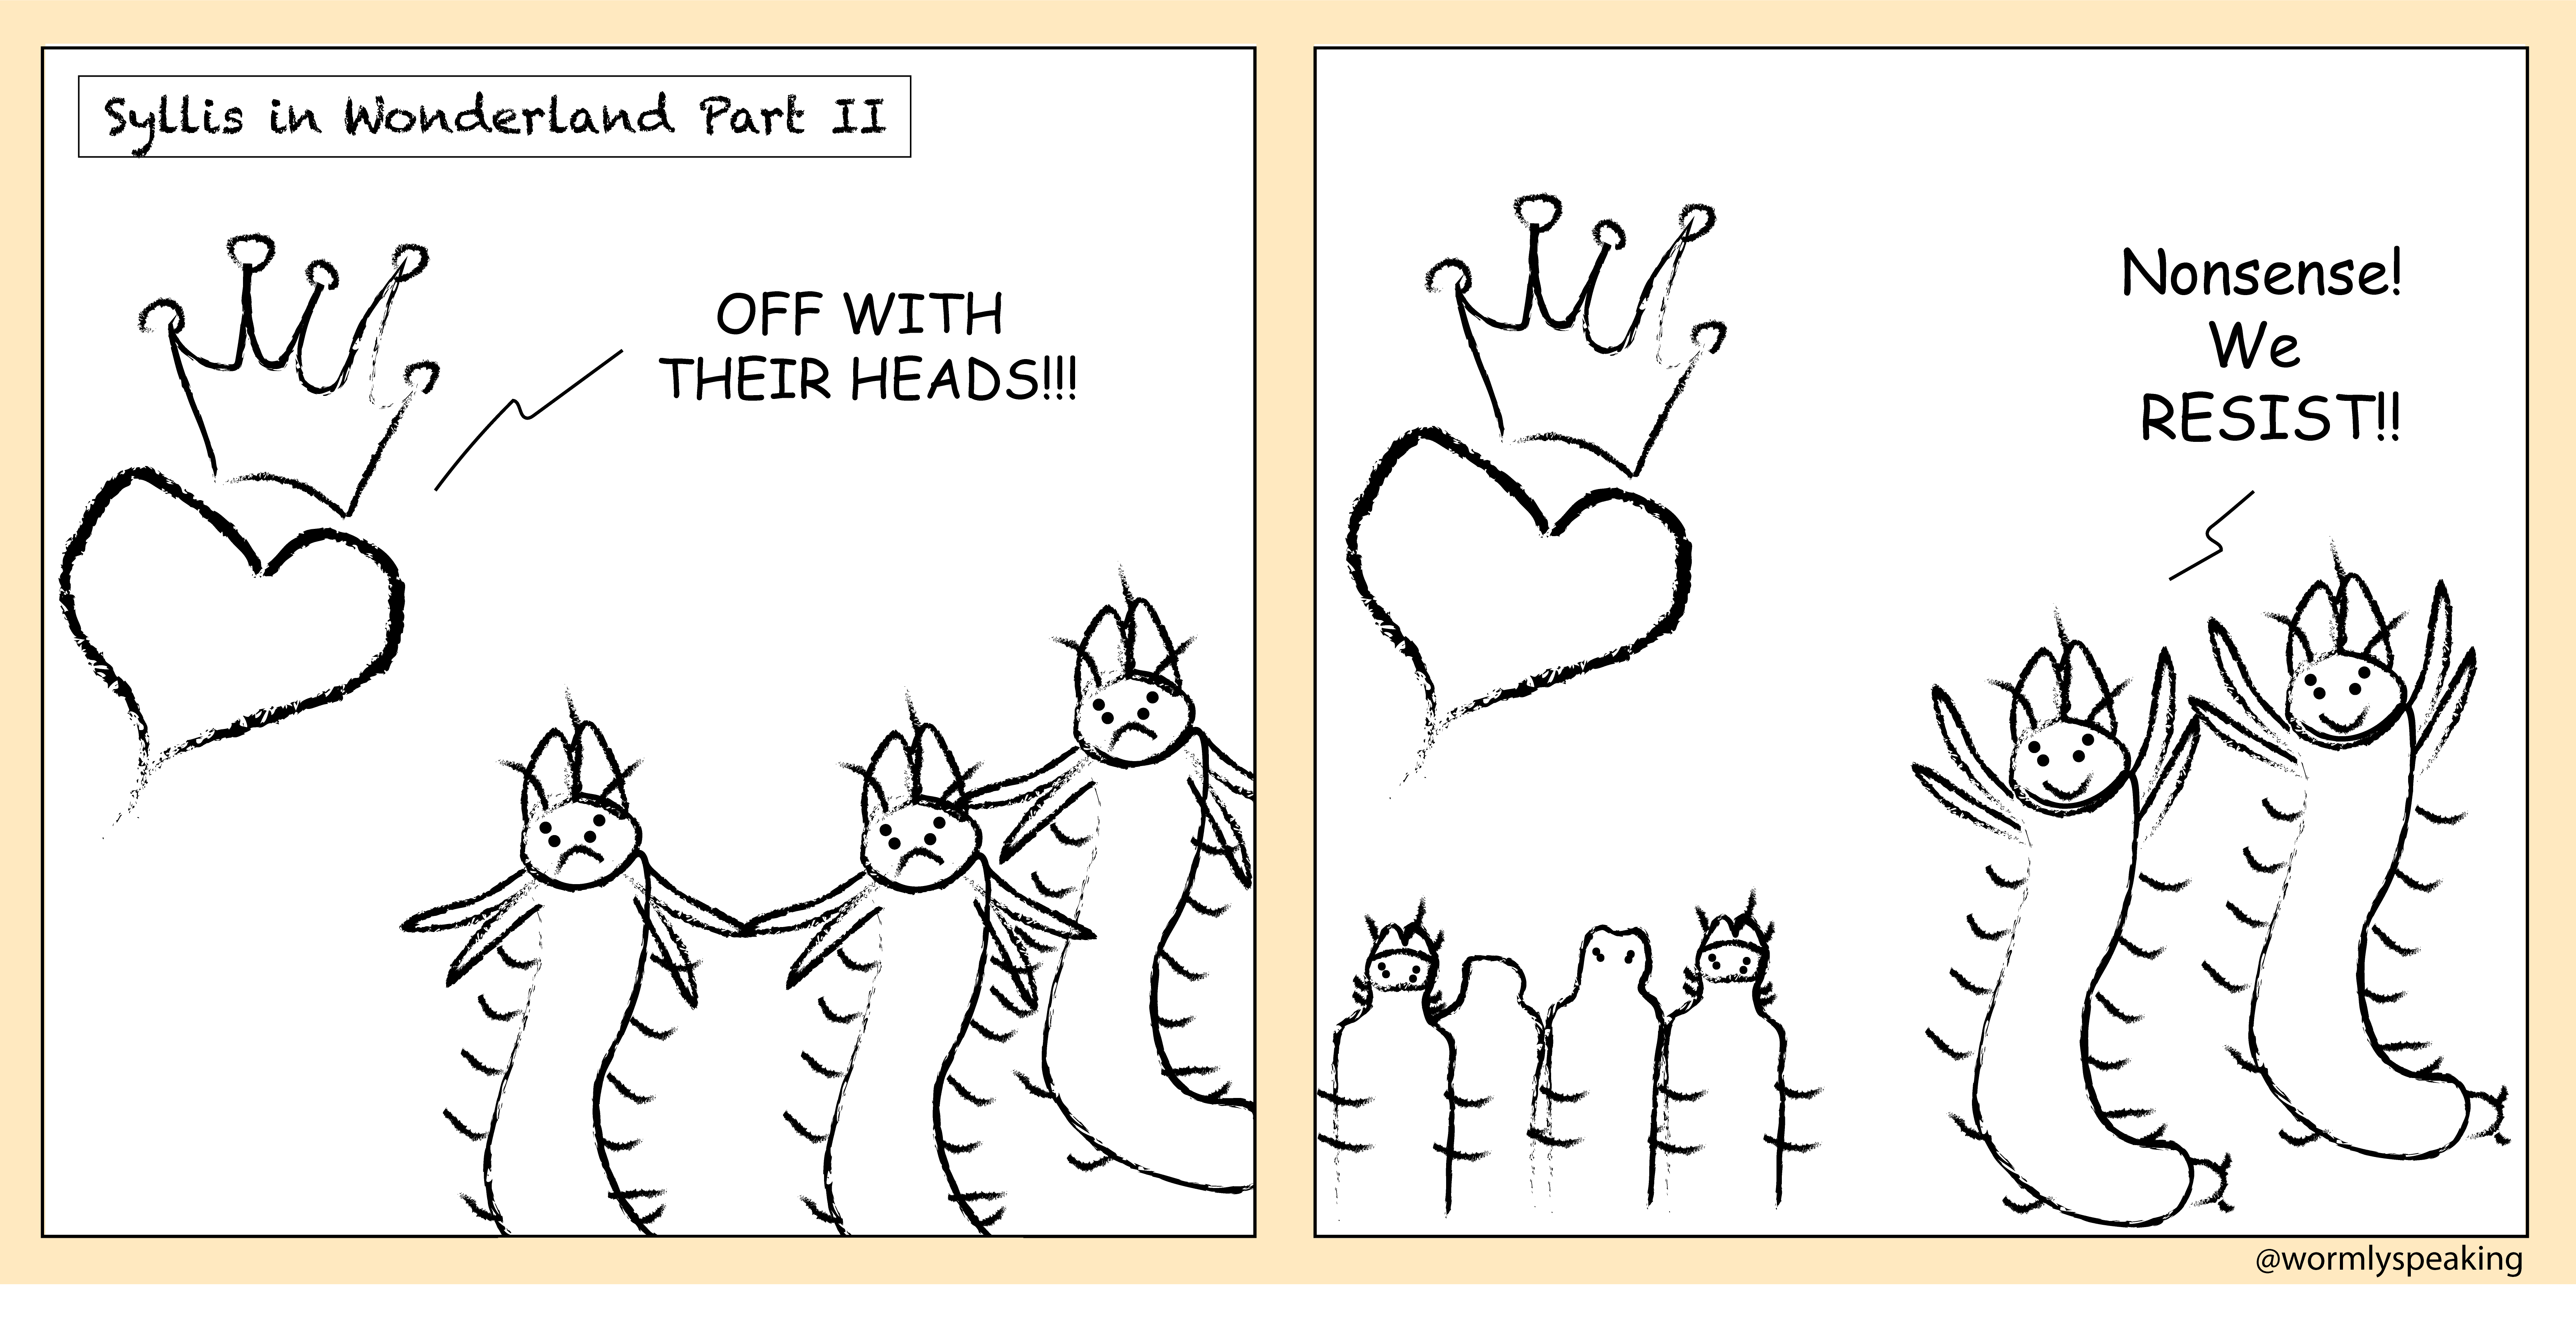 Syllis in Wonderland Part II
OFF WITH
THEIR HEADS!!!
Nonsense!
We
RESIST!!
@wormlyspeaking